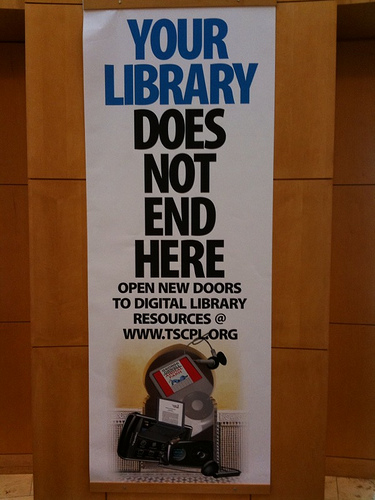 YOUR
LIBRARY
DOES
NOT
END
HERE
OPEN NEW DOORS
TO DIGITAL LIBRARY
RESOURCES @
WWW.TSCPL.ORG